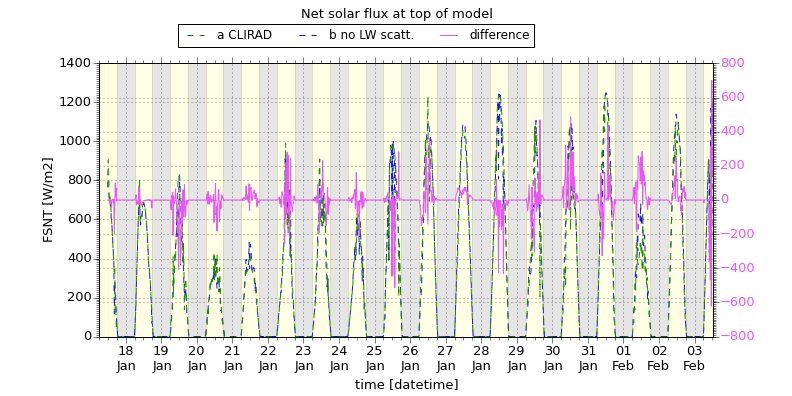 Net solar flux at top of model
a CLIRAD b no LW scatt. difference
FSNT [W/m2]
1400
1200
1000
800
600
400
200
0
800
600
400
200
0
−200
−400
−600
−800
18 19 20 21 22 23 24 25 26 27 28 29 30 31 01 02 03
Jan Jan Jan Jan Jan Jan Jan Jan Jan Jan Jan Jan Jan Jan Feb Feb Feb
time [datetime]